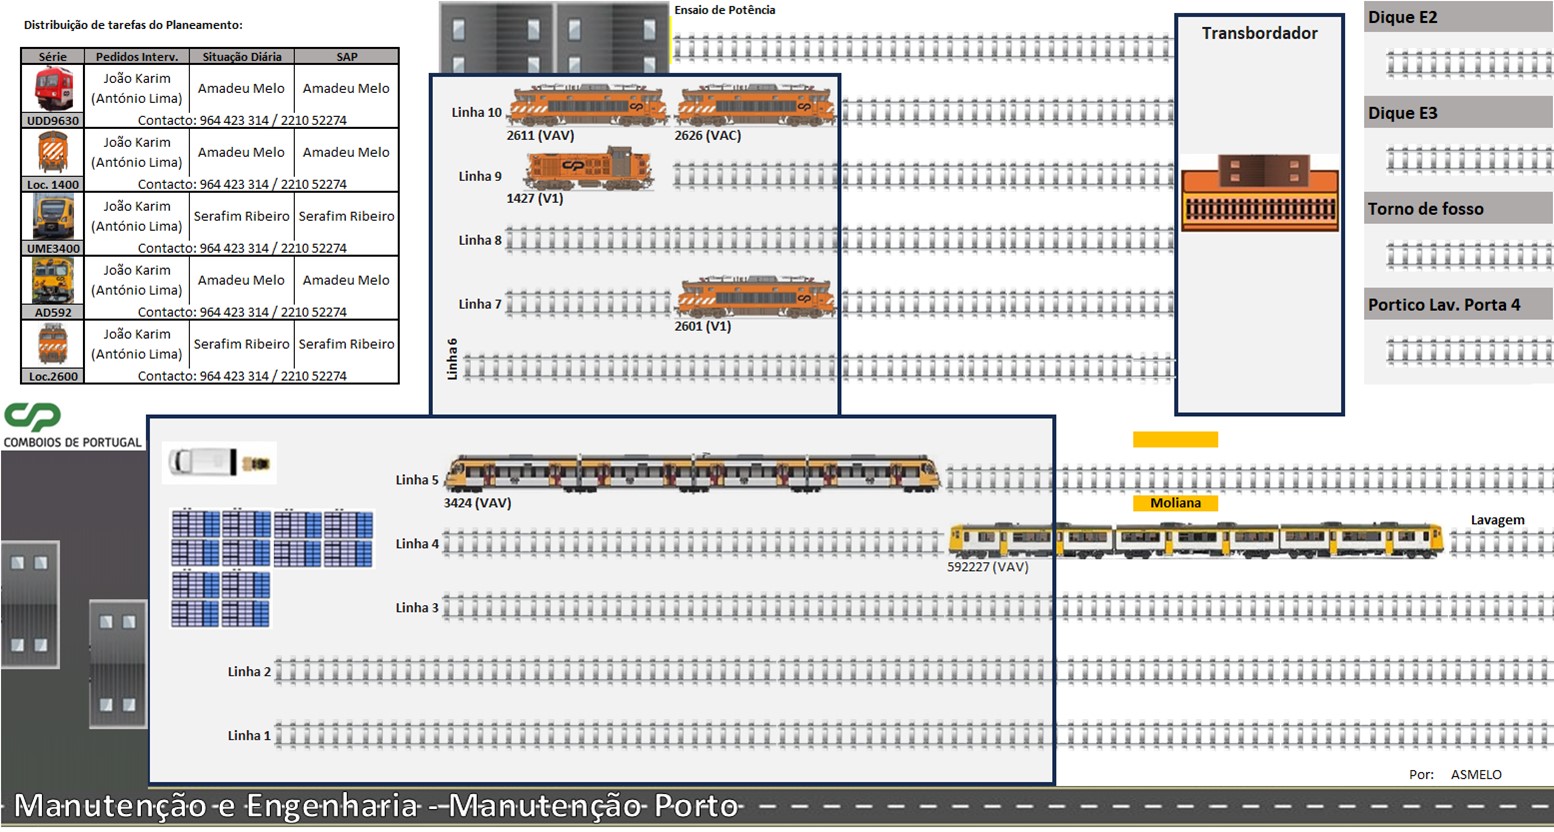 Distribuição de tarefas do Planeamento:
Série Pedidos Interv. Situação Diária SAP
João Karim
(António Lima)
Amadeu Melo
Amadeu Melo
UDD9630
Contacto: 964 423 314 / 2210 52274
João Karim
(António Lima)
Amadeu Melo
Amadeu Melo
Loc. 1400
Contacto: 964 423 314 / 2210 52274
João Karim
(António Lima)
Serafim Ribeiro
Serafim Ribeiro
UME3400
Contacto: 964 423 314 / 2210 52274
João Karim
(António Lima)
Amadeu Melo
Amadeu Melo
AD592
Contacto: 964 423 314 / 2210 52274
João Karim
(António Lima)
Serafim Ribeiro
Serafim Ribeiro
Loc.2600
Contacto: 964 423 314 / 2210 52274
Ensaio de Potência
Linha 10
2611 (VAV)
2626 (VAC)
Linha 9
1427 (V1)
Linha 8
Linha 7
2601 (V1)
Linha 6
Transbordador
Dique E2
Dique E3
Torno de fosso
Portico Lav. Porta 4
CP
COMBOIOS DE PORTUGAL
Linha 5
3424 (VAV)
Moliana
Lavagem
Linha 4
592227 (VAV)
Linha 3
Linha 2
Linha 1
Por: ASMELO
Manutenção e Engenharia - Manutenção Porto